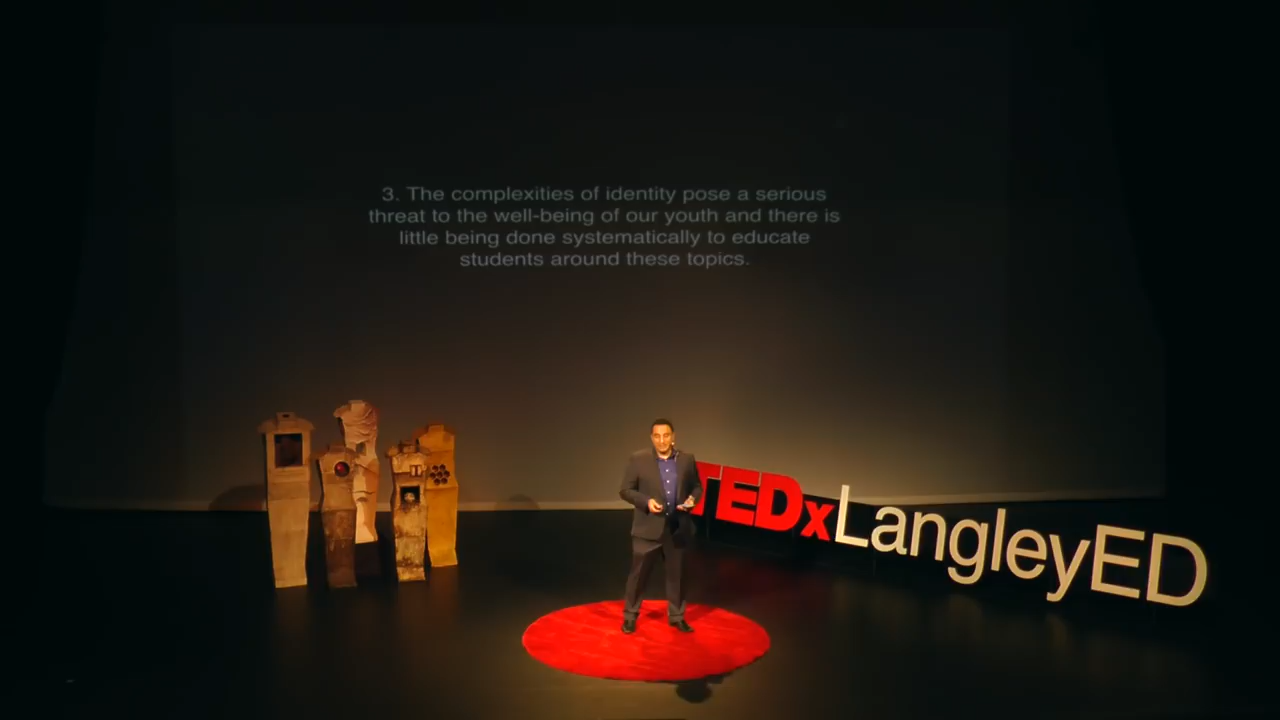 3. The complexities of identity pose a serious
threat to the well-being of our youth and there is
little being done systematically to educate
students around these topics.
TEDxLangleyED